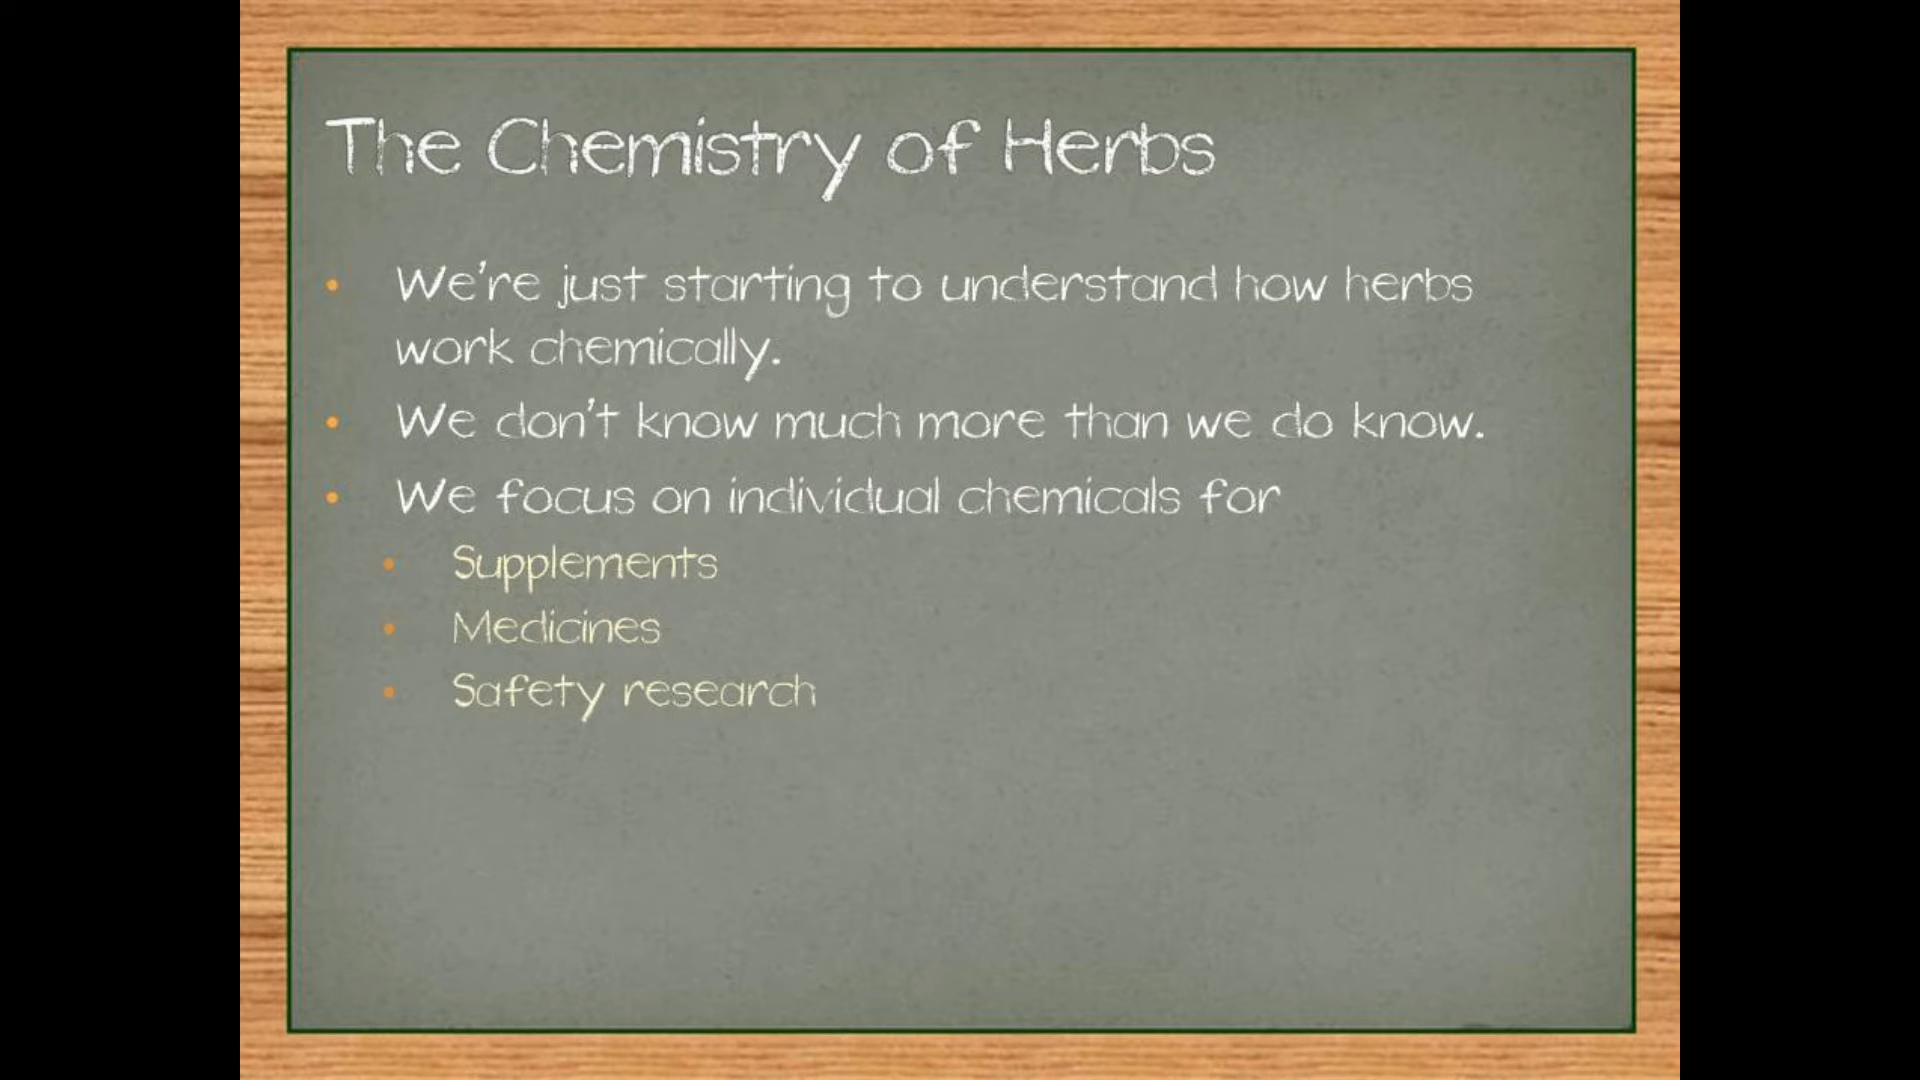 The Chemistry of Herbs
• We're just starting to understand how herbs
work chemically.
• We don't know much more than we do know.
• We focus on individual chemicals for
• Supplements
• Medicines
• Safety research